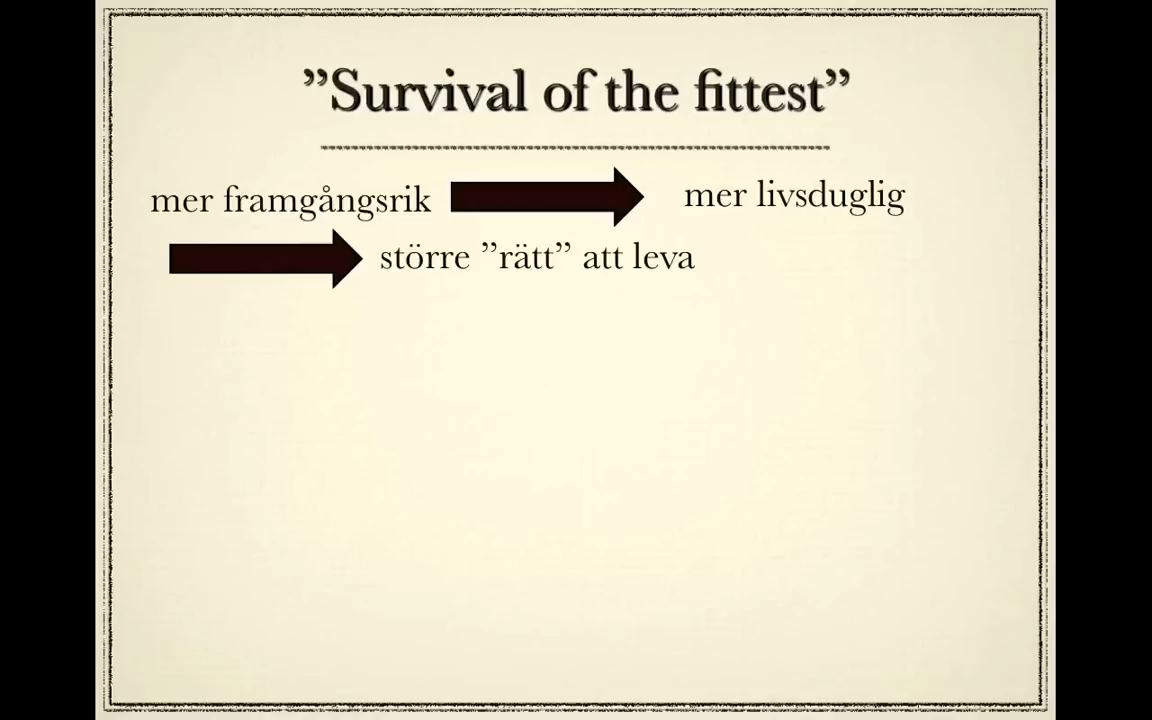 ”Survival of the fittest”
mer framgångsrik mer livsduglig
större ”rätt” att leva